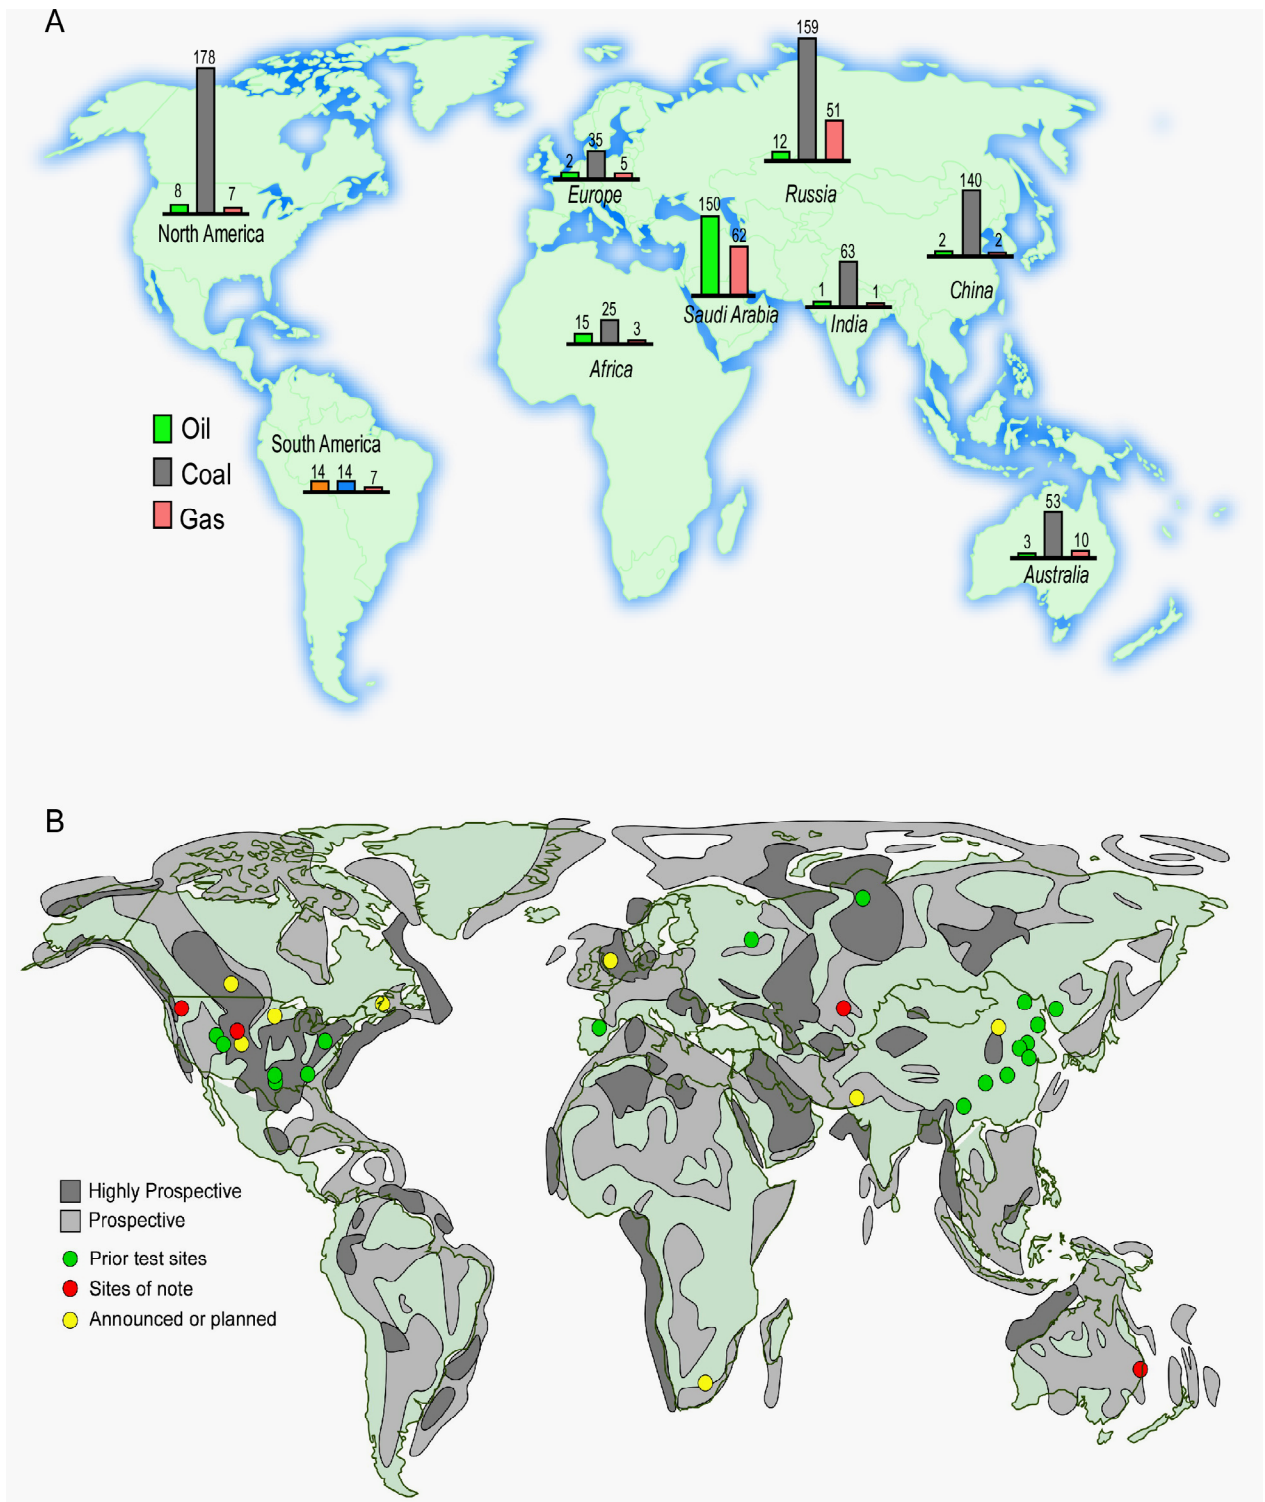 A
159
178
51
12
35
2
5
8
7
Europe
Russia
North America
140
150
62
63
2
2
1
1
China
Saudi Arabia
India
15
25
3
Africa
Oil
Coal
Gas
South America
14
14
7
53
3
10
Australia
B
Highly Prospective
Prospective
Prior test sites
Sites of note
Announced or planned